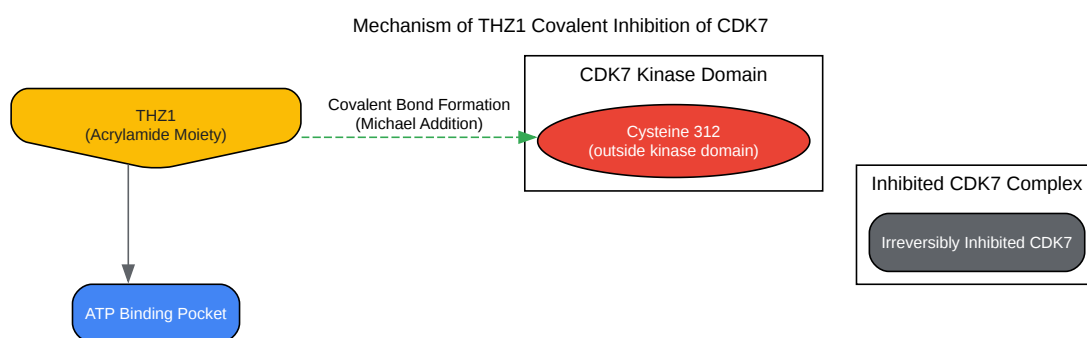 Mechanism of THZ1 Covalent Inhibition of CDK7
CDK7 Kinase Domain
THZ1
(Acrylamide Moiety)
Covalent Bond Formation
(Michael Addition)
Cysteine 312
(outside kinase domain)
Inhibited CDK7 Complex
Irreversibly Inhibited CDK7
ATP Binding Pocket